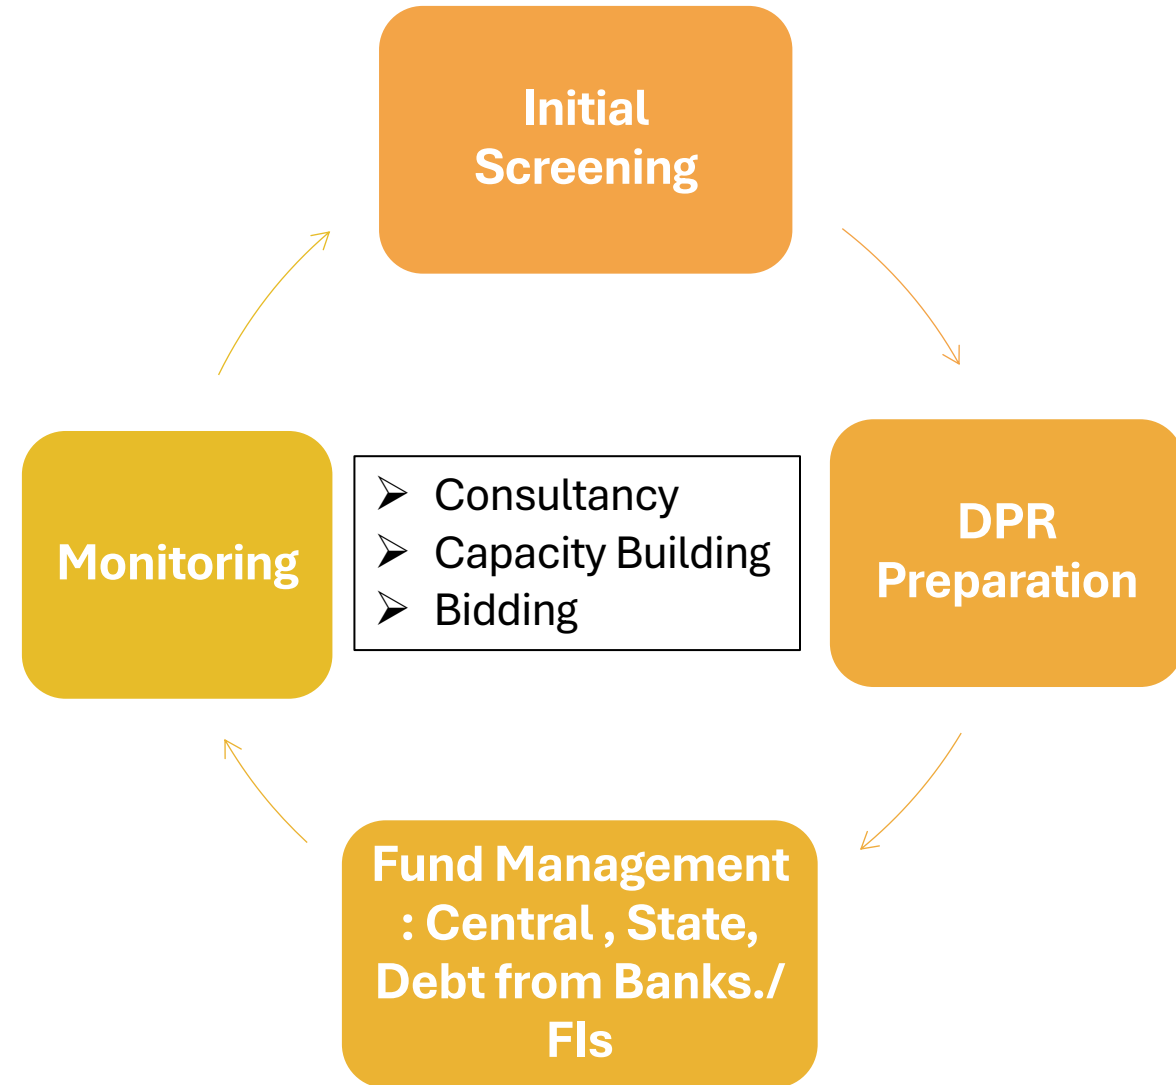 Initial
Screening
DPR
Preparation
Fund Management
: Central , State,
Debt from Banks./
FIs
Monitoring
➢ Consultancy
➢ Capacity Building
➢ Bidding